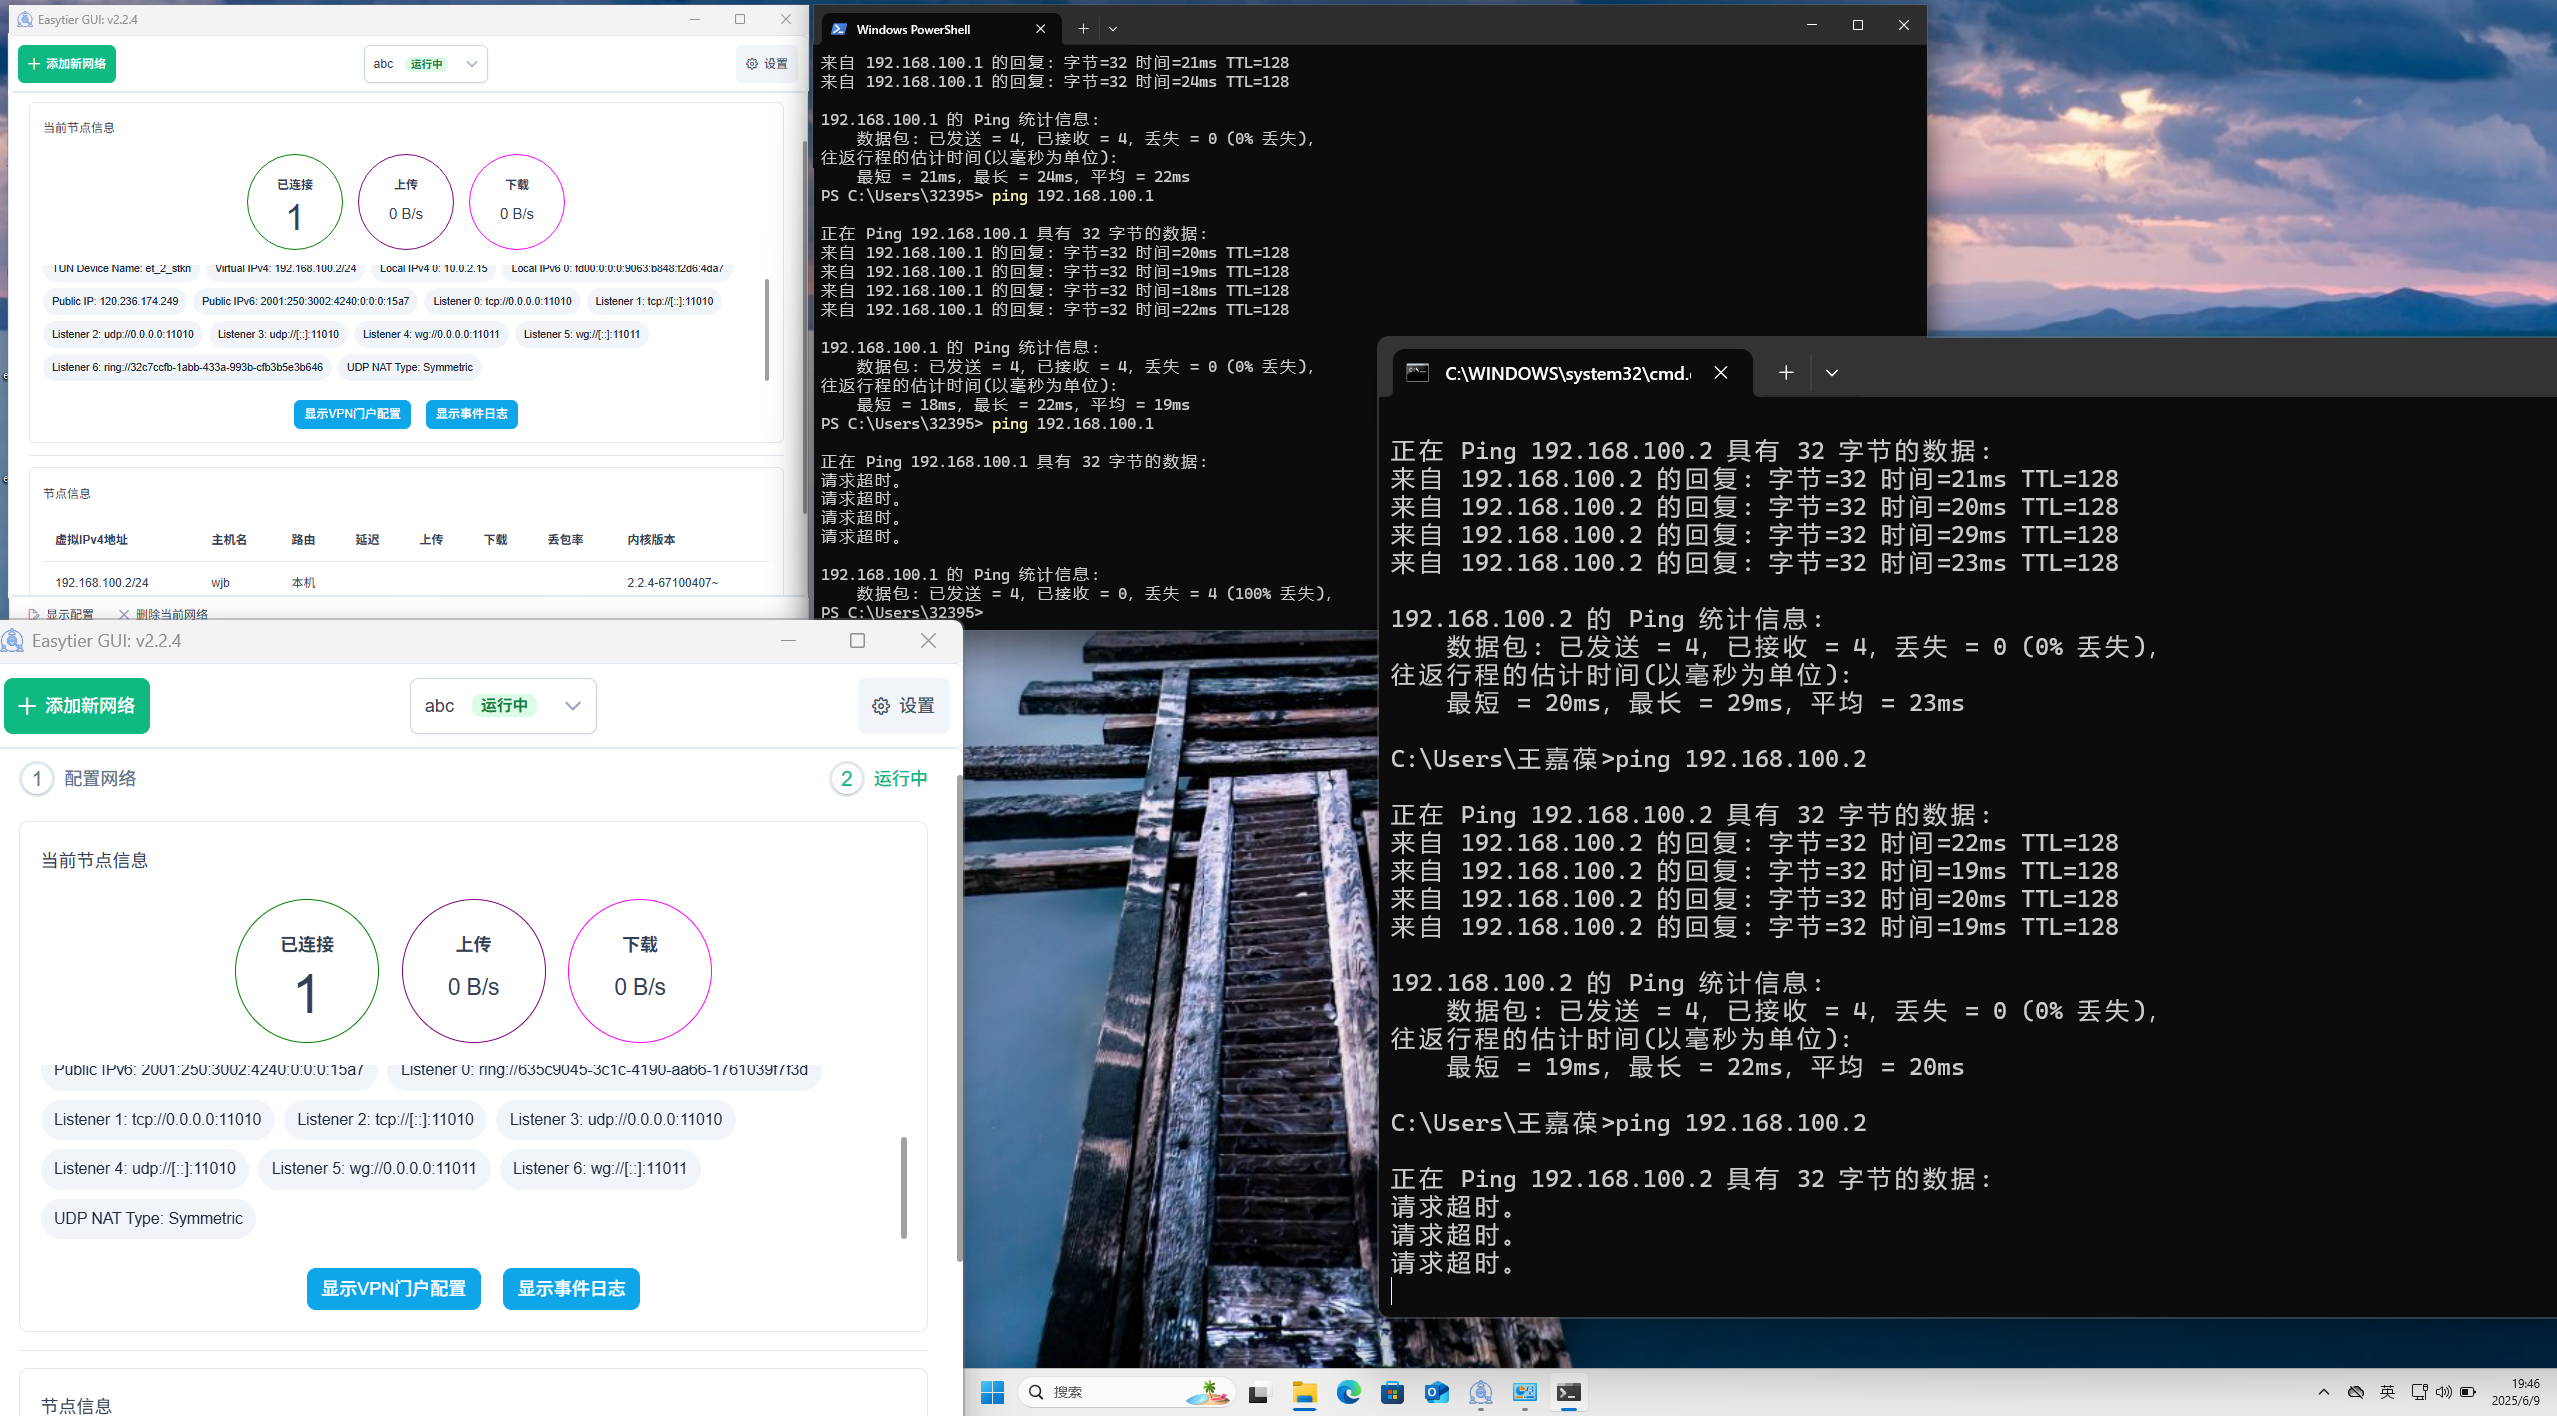 Easytier GUI: v2.2.4
添加新网络
abc 运行中
设置
当前节点信息
已连接
1
上传
0 B/s
下载
0 B/s
TUN Device Name: et_2_stkn
Virtual IPv4: 192.168.100.2/24
Local IPv4 0: 10.0.2.15
Local IPv6 0: fd00:0:0:0:9063:b848:f2d6:4da7
Public IP: 120.236.174.249
Public IPv6: 2001:250:3002:4240:0:0:0:15a7
Listener 0: tcp://0.0.0.0:11010
Listener 1: tcp://[::]:11010
Listener 2: udp://0.0.0.0:11010
Listener 3: udp://[::]:11010
Listener 4: wg://0.0.0.0:11011
Listener 5: wg://[::]:11011
Listener 6: ring://32c7ccfb-1abb-433a-993b-cfb3b5e3b646
UDP NAT Type: Symmetric
显示VPN门户配置
显示事件日志
节点信息
虚拟IPv4地址 主机名 路由 延迟 上传 下载 丢包率 内核版本
192.168.100.2/24 wjb 本机 2.2.4-67100407~
显示配置
删除当前网络
Windows PowerShell
来自 192.168.100.1 的回复: 字节=32 时间=21ms TTL=128
来自 192.168.100.1 的回复: 字节=32 时间=24ms TTL=128
192.168.100.1 的 Ping 统计信息:
数据包: 已发送 = 4, 已接收 = 4, 丢失 = 0 (0% 丢失),
往返行程的估计时间(以毫秒为单位):
最短 = 21ms, 最长 = 24ms, 平均 = 22ms
PS C:\Users\32395> ping 192.168.100.1
正在 Ping 192.168.100.1 具有 32 字节的数据:
来自 192.168.100.1 的回复: 字节=32 时间=20ms TTL=128
来自 192.168.100.1 的回复: 字节=32 时间=19ms TTL=128
来自 192.168.100.1 的回复: 字节=32 时间=18ms TTL=128
来自 192.168.100.1 的回复: 字节=32 时间=22ms TTL=128
192.168.100.1 的 Ping 统计信息:
数据包: 已发送 = 4, 已接收 = 4, 丢失 = 0 (0% 丢失),
往返行程的估计时间(以毫秒为单位):
最短 = 18ms, 最长 = 22ms, 平均 = 19ms
PS C:\Users\32395> ping 192.168.100.1
正在 Ping 192.168.100.1 具有 32 字节的数据:
请求超时。
请求超时。
请求超时。
请求超时。
192.168.100.1 的 Ping 统计信息:
数据包: 已发送 = 4, 已接收 = 0, 丢失 = 4 (100% 丢失),
PS C:\Users\32395>
Easytier GUI: v2.2.4
添加新网络
abc 运行中
设置
1 配置网络
2 运行中
当前节点信息
已连接
1
上传
0 B/s
下载
0 B/s
Public IPv6: 2001:250:3002:4240:0:0:0:15a7
Listener 0: ring://635c9045-3c1c-4190-aa66-1761039f7f3d
Listener 1: tcp://0.0.0.0:11010
Listener 2: tcp://[::]:11010
Listener 3: udp://0.0.0.0:11010
Listener 4: udp://[::]:11010
Listener 5: wg://0.0.0.0:11011
Listener 6: wg://[::]:11011
UDP NAT Type: Symmetric
显示VPN门户配置
显示事件日志
节点信息
C:\WINDOWS\system32\cmd.
正在 Ping 192.168.100.2 具有 32 字节的数据:
来自 192.168.100.2 的回复: 字节=32 时间=21ms TTL=128
来自 192.168.100.2 的回复: 字节=32 时间=20ms TTL=128
来自 192.168.100.2 的回复: 字节=32 时间=29ms TTL=128
来自 192.168.100.2 的回复: 字节=32 时间=23ms TTL=128
192.168.100.2 的 Ping 统计信息:
数据包: 已发送 = 4, 已接收 = 4, 丢失 = 0 (0% 丢失),
往返行程的估计时间(以毫秒为单位):
最短 = 20ms, 最长 = 29ms, 平均 = 23ms
C:\Users\王嘉葆>ping 192.168.100.2
正在 Ping 192.168.100.2 具有 32 字节的数据:
来自 192.168.100.2 的回复: 字节=32 时间=22ms TTL=128
来自 192.168.100.2 的回复: 字节=32 时间=19ms TTL=128
来自 192.168.100.2 的回复: 字节=32 时间=20ms TTL=128
来自 192.168.100.2 的回复: 字节=32 时间=19ms TTL=128
192.168.100.2 的 Ping 统计信息:
数据包: 已发送 = 4, 已接收 = 4, 丢失 = 0 (0% 丢失),
往返行程的估计时间(以毫秒为单位):
最短 = 19ms, 最长 = 22ms, 平均 = 20ms
C:\Users\王嘉葆>ping 192.168.100.2
正在 Ping 192.168.100.2 具有 32 字节的数据:
请求超时。
请求超时。
请求超时。
搜索
英
19:46
2025/6/9